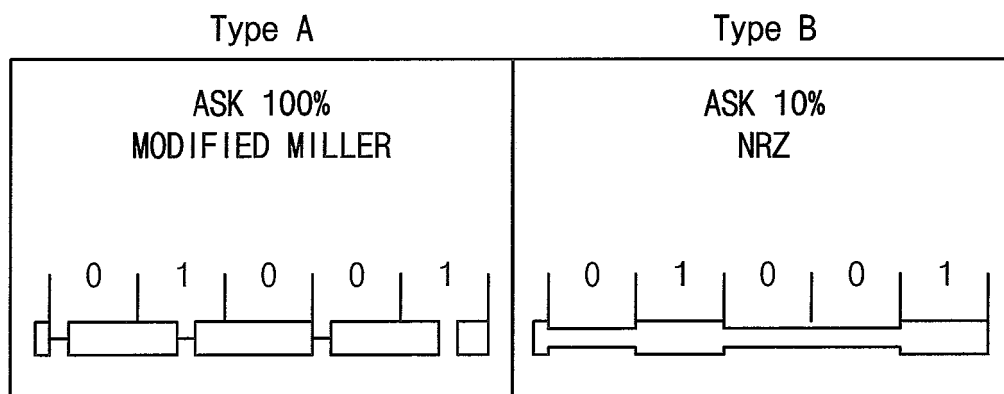 Type A
Type B
ASK 100%
MODIFIED MILLER
ASK 10%
NRZ
0 1 0 0 1
0 1 0 0 1